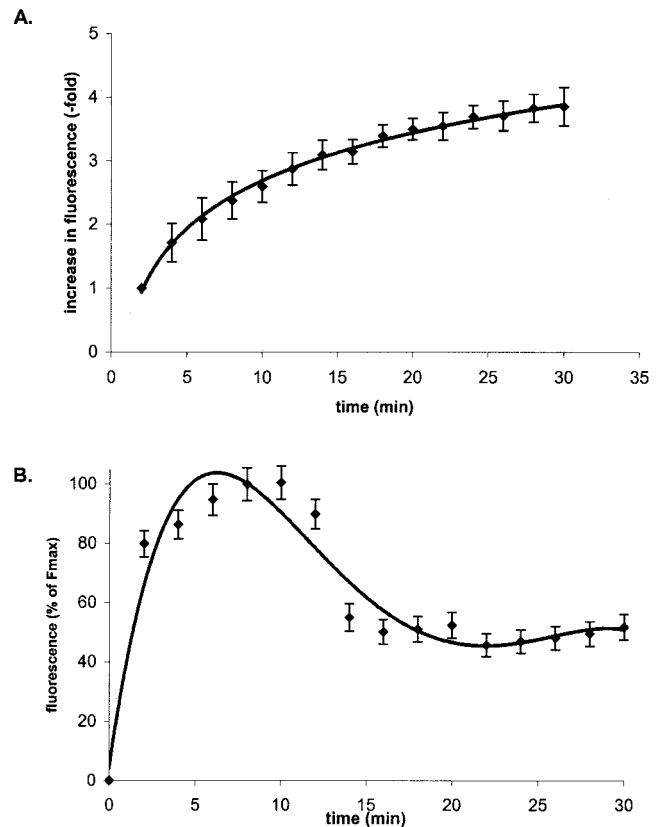 A.
increase in fluorescence (-fold)
5
4
3
2
1
0
0 5 10 15 20 25 30 35
time (min)
B.
fluorescence (% of Fmax)
100
80
60
40
20
0
0 5 10 15 20 25 30
time (min)